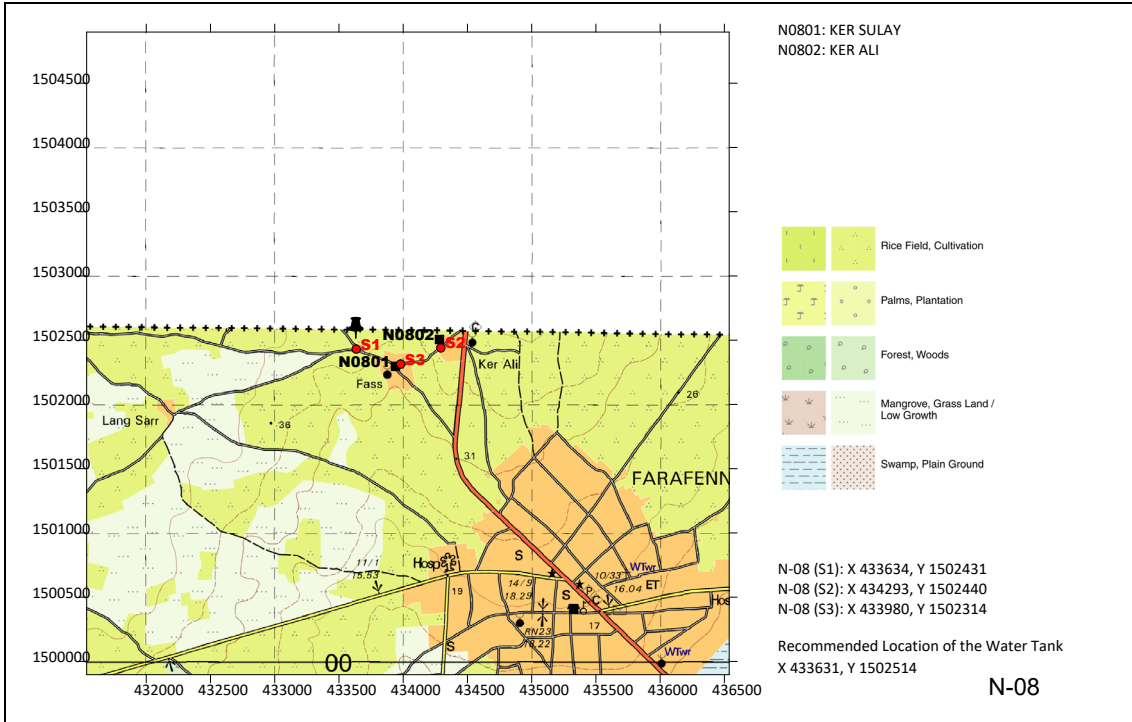 N0801: KER SULAY
N0802: KER ALI
1504500
1504000
1503500
1503000
1502500
1502000
1501500
1501000
1500500
1500000
432000 432500 433000 433500 434000 434500 435000 435500 436000 436500
C
N0802
S1
S2
N0801
S3
Fass
Ker Ali
Lang Sarr
36
26
31
FARAFENN
S
Hosp
11/1
15.53
14/9
18.29
10/33
16.04
WTwr
ET
Hos
19
P
C
S
17
RN23
18.22
S
WTwr
00
Rice Field, Cultivation
Palms, Plantation
Forest, Woods
Mangrove, Grass Land /
Low Growth
Swamp, Plain Ground
N-08 (S1): X 433634, Y 1502431
N-08 (S2): X 434293, Y 1502440
N-08 (S3): X 433980, Y 1502314
Recommended Location of the Water Tank
X 433631, Y 1502514
N-08